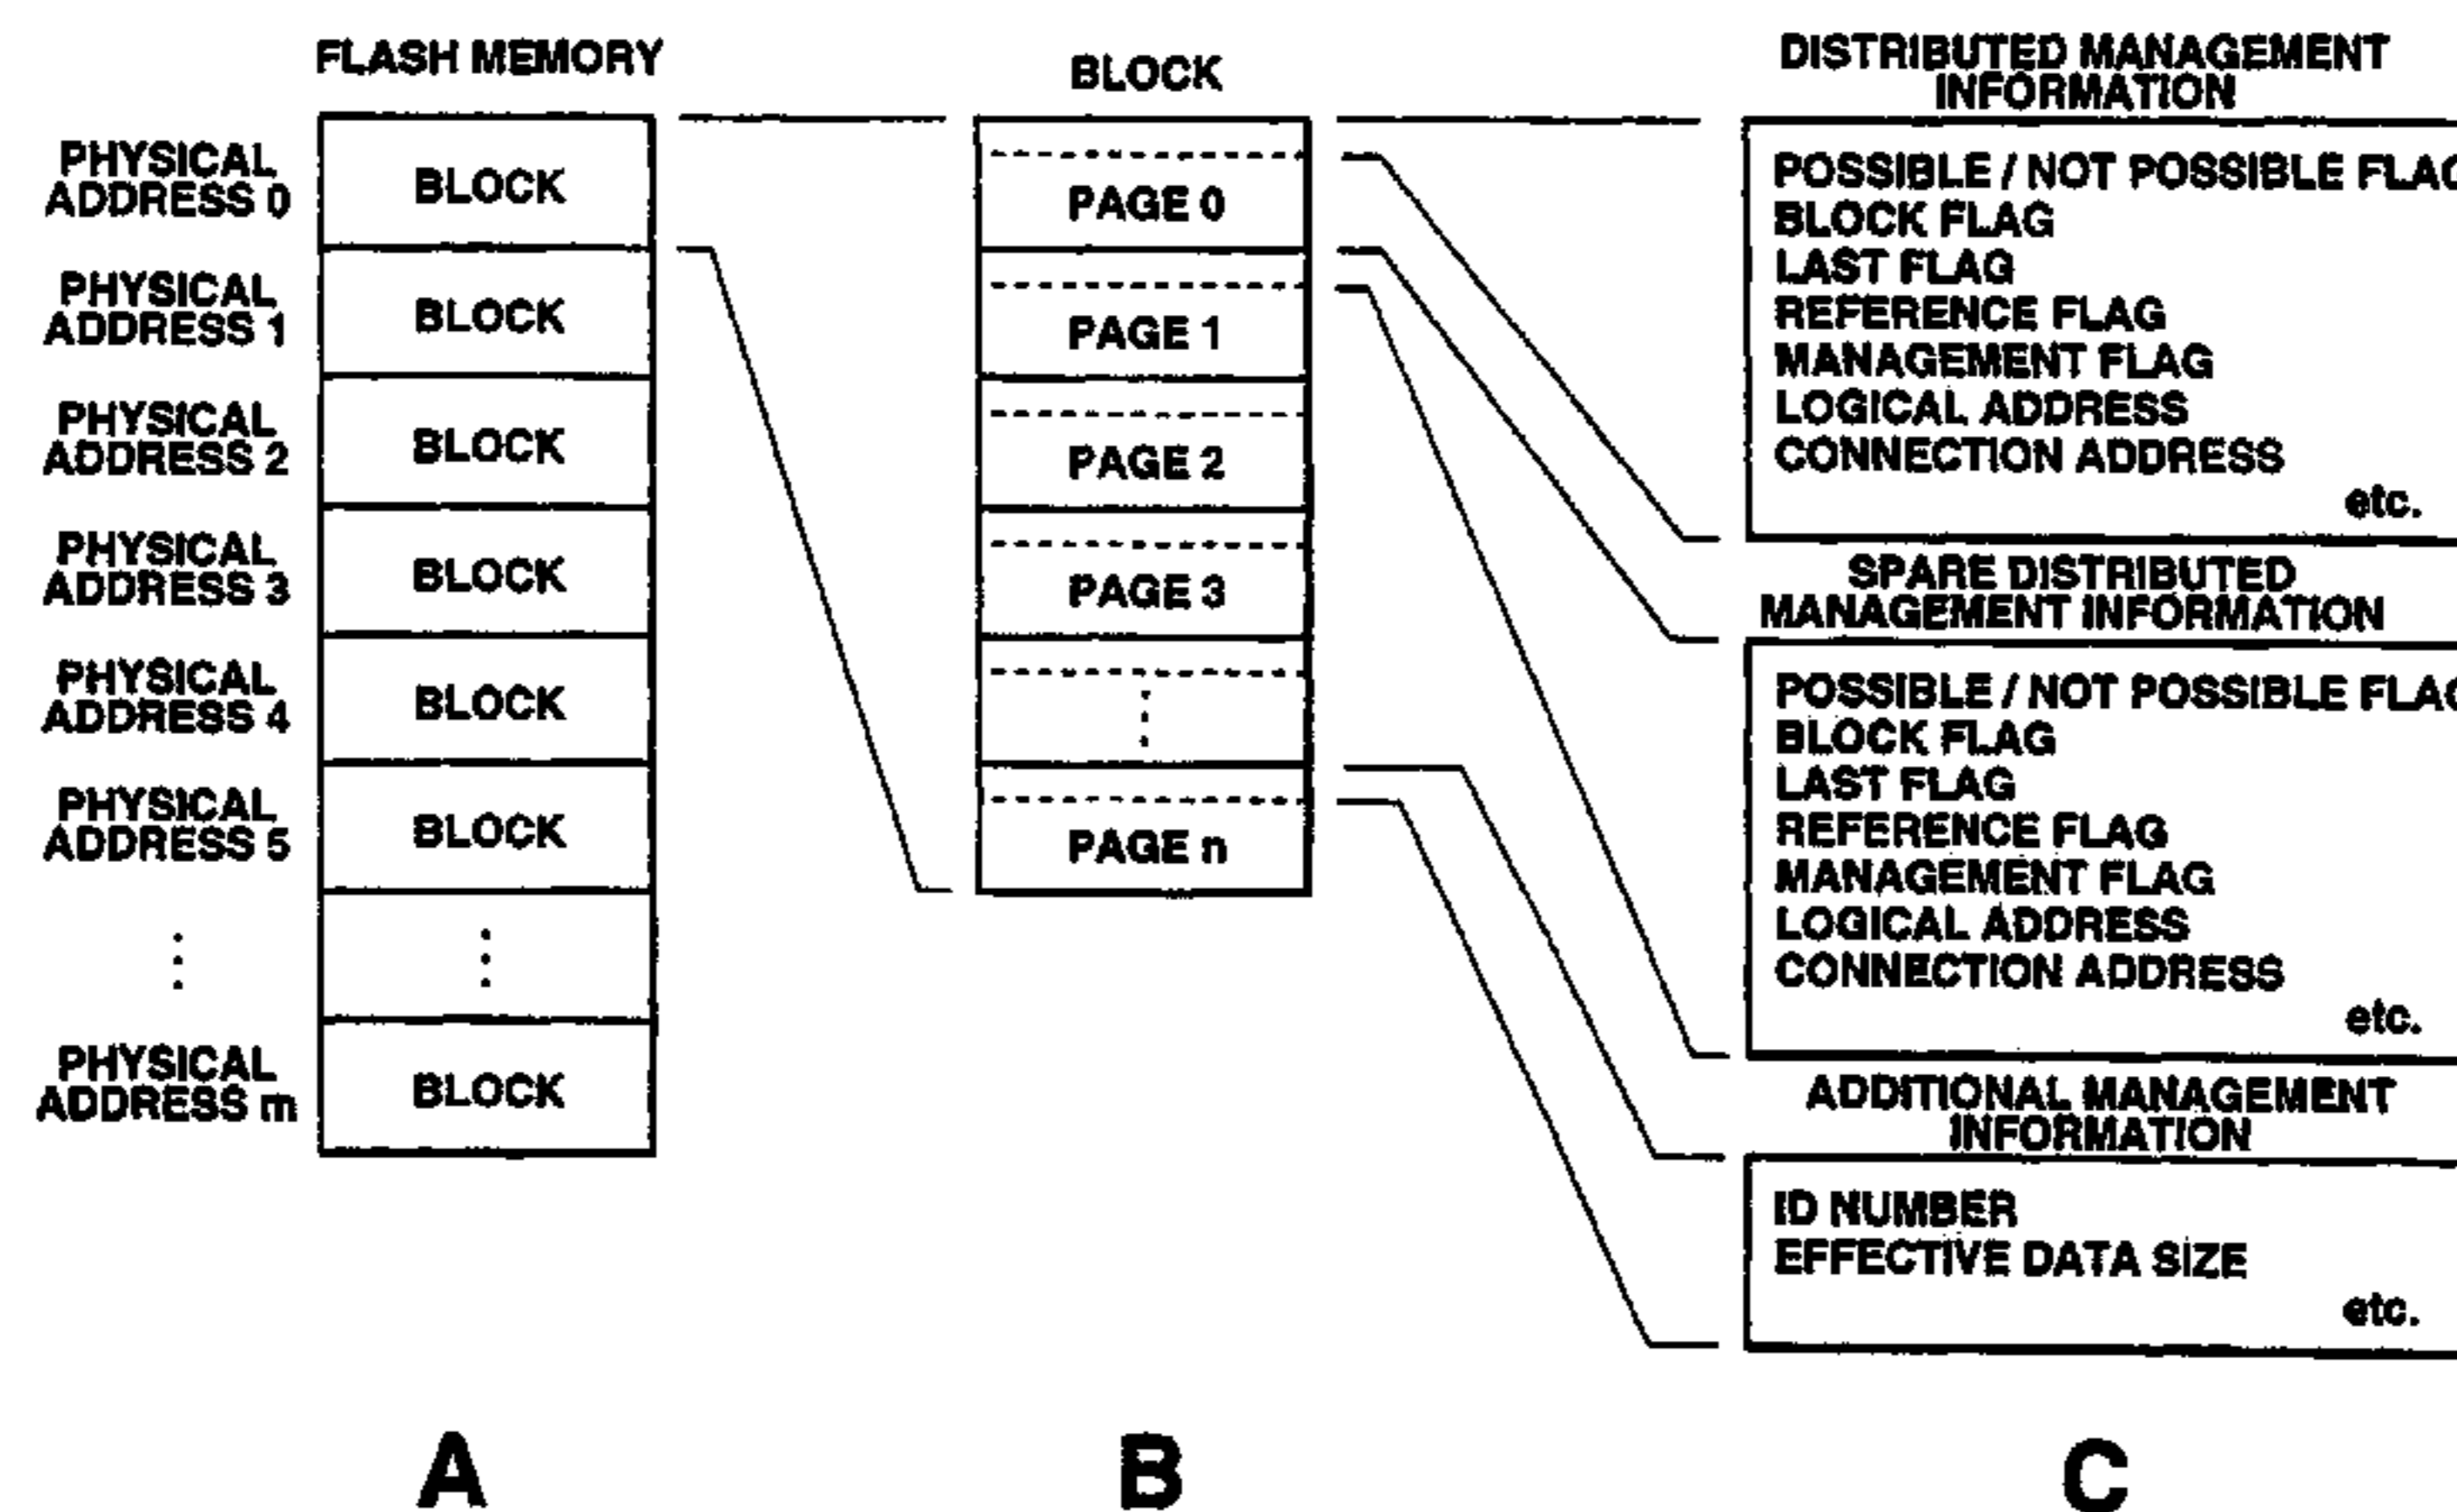 FLASH MEMORY
PHYSICAL
ADDRESS 0
BLOCK
PHYSICAL
ADDRESS 1
BLOCK
PHYSICAL
ADDRESS 2
BLOCK
PHYSICAL
ADDRESS 3
BLOCK
PHYSICAL
ADDRESS 4
BLOCK
PHYSICAL
ADDRESS 5
BLOCK
PHYSICAL
ADDRESS m
BLOCK
A
BLOCK
PAGE 0
PAGE 1
PAGE 2
PAGE 3
PAGE n
B
DISTRIBUTED MANAGEMENT
INFORMATION
POSSIBLE / NOT POSSIBLE FLAG
BLOCK FLAG
LAST FLAG
REFERENCE FLAG
MANAGEMENT FLAG
LOGICAL ADDRESS
CONNECTION ADDRESS
etc.
SPARE DISTRIBUTED
MANAGEMENT INFORMATION
POSSIBLE / NOT POSSIBLE FLAG
BLOCK FLAG
LAST FLAG
REFERENCE FLAG
MANAGEMENT FLAG
LOGICAL ADDRESS
CONNECTION ADDRESS
etc.
ADDITIONAL MANAGEMENT
INFORMATION
ID NUMBER
EFFECTIVE DATA SIZE
etc.
C